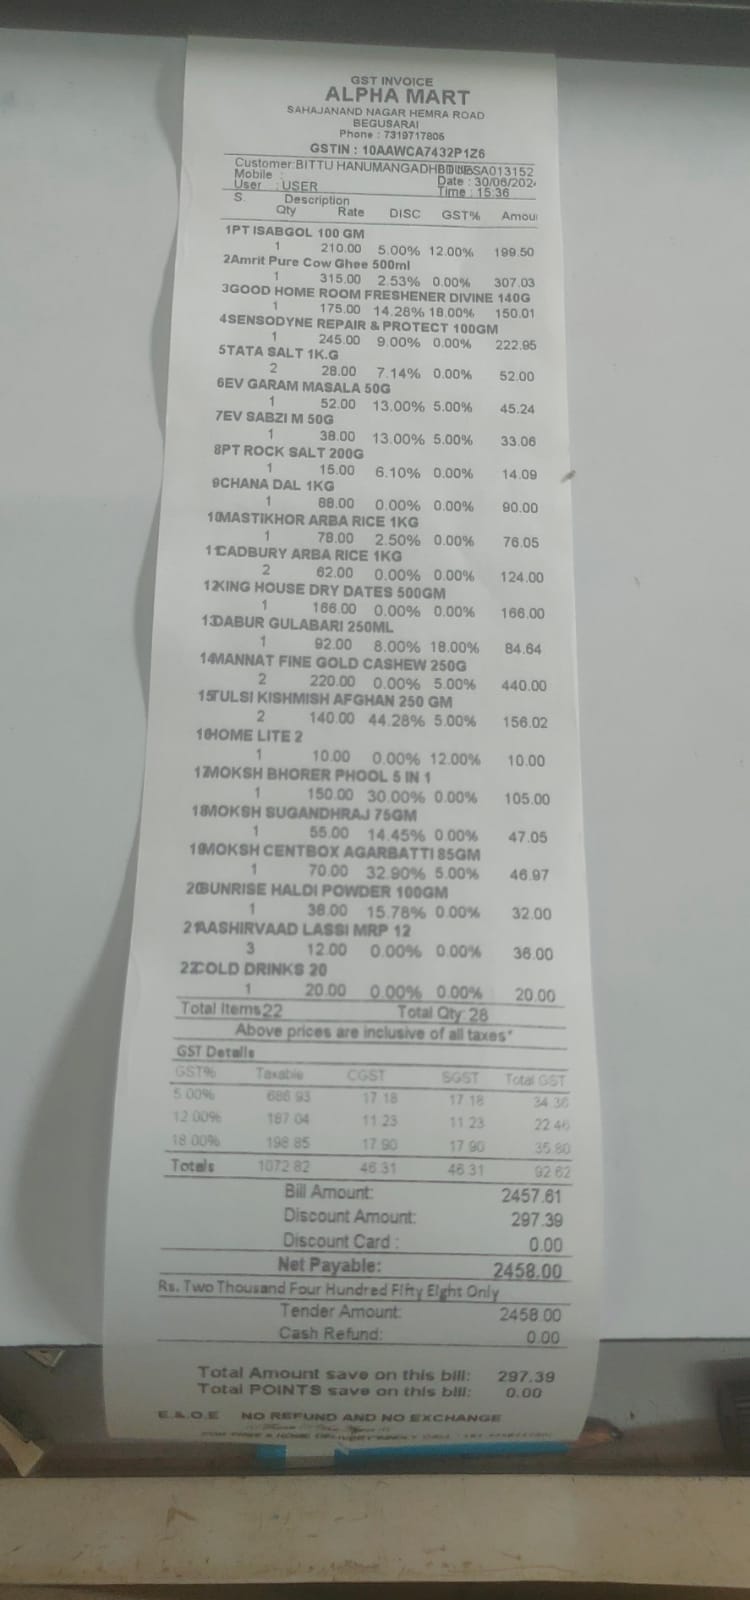 GST INVOICE
ALPHA MART
SAHAJANAND NAGAR HEMRA ROAD
BEGUSARAI
Phone : 7319717806
GSTIN : 10AAWCA7432P1Z6
Customer:BITTU HANUMANGADHI SA013152
Mobile : Date : 30/06/202
User : USER Time : 15:36
S. Description
Qty Rate DISC GST% Amou
1PT ISABGOL 100 GM
1 210.00 5.00% 12.00% 199.50
2Amrit Pure Cow Ghee 500ml
1 315.00 2.53% 0.00% 307.03
3GOOD HOME ROOM FRESHENER DIVINE 140G
1 175.00 14.28% 18.00% 150.01
4SENSODYNE REPAIR & PROTECT 100GM
1 245.00 9.00% 0.00% 222.95
5TATA SALT 1K.G
2 28.00 7.14% 0.00% 52.00
6EV GARAM MASALA 50G
1 52.00 13.00% 5.00% 45.24
7EV SABZI M 50G
1 38.00 13.00% 5.00% 33.06
8PT ROCK SALT 200G
1 15.00 6.10% 0.00% 14.09
9CHANA DAL 1KG
1 88.00 0.00% 0.00% 90.00
10MASTIKHOR ARBA RICE 1KG
1 78.00 2.50% 0.00% 76.05
11CADBURY ARBA RICE 1KG
2 62.00 0.00% 0.00% 124.00
12KING HOUSE DRY DATES 500GM
1 166.00 0.00% 0.00% 166.00
13DABUR GULABARI 250ML
1 92.00 8.00% 18.00% 84.64
14MANNAT FINE GOLD CASHEW 250G
2 220.00 0.00% 5.00% 440.00
15TULSI KISHMISH AFGHAN 250 GM
2 140.00 44.28% 5.00% 156.02
16HOME LITE 2
1 10.00 0.00% 12.00% 10.00
17MOKSH BHORER PHOOL 5 IN 1
1 150.00 30.00% 0.00% 105.00
18MOKSH SUGANDHRAJ 75GM
1 55.00 14.45% 0.00% 47.05
19MOKSH CENTBOX AGARBATTI 85GM
1 70.00 32.90% 5.00% 46.97
20SUNRISE HALDI POWDER 100GM
1 38.00 15.78% 0.00% 32.00
21AASHIRVAAD LASSI MRP 12
3 12.00 0.00% 0.00% 36.00
22COLD DRINKS 20
1 20.00 0.00% 0.00% 20.00
Total Items22 Total Qty: 28
Above prices are inclusive of all taxes*
GST Details
GST% Taxable CGST SGST Total GST
5.00% 686.93 17.18 17.18 34.36
12.00% 187.04 11.23 11.23 22.46
18.00% 198.85 17.90 17.90 35.80
Totals 1072.82 46.31 46.31 92.62
Bill Amount: 2457.61
Discount Amount: 297.39
Discount Card : 0.00
Net Payable: 2458.00
Rs. Two Thousand Four Hundred Fifty Eight Only
Tender Amount: 2458.00
Cash Refund: 0.00
Total Amount save on this bill: 297.39
Total POINTS save on this bill: 0.00
E.&.O.E NO REFUND AND NO EXCHANGE